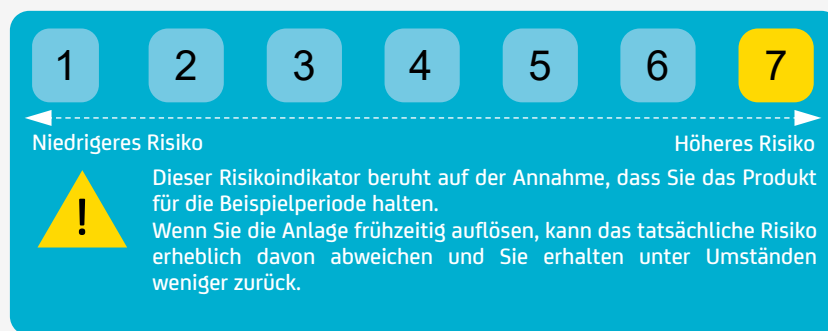 1 2 3 4 5 6 7
Niedrigeres Risiko Höheres Risiko
!
Dieser Risikoindikator beruht auf der Annahme, dass Sie das Produkt
für die Beispielperiode halten.
Wenn Sie die Anlage frühzeitig auflösen, kann das tatsächliche Risiko
erheblich davon abweichen und Sie erhalten unter Umständen
weniger zurück.